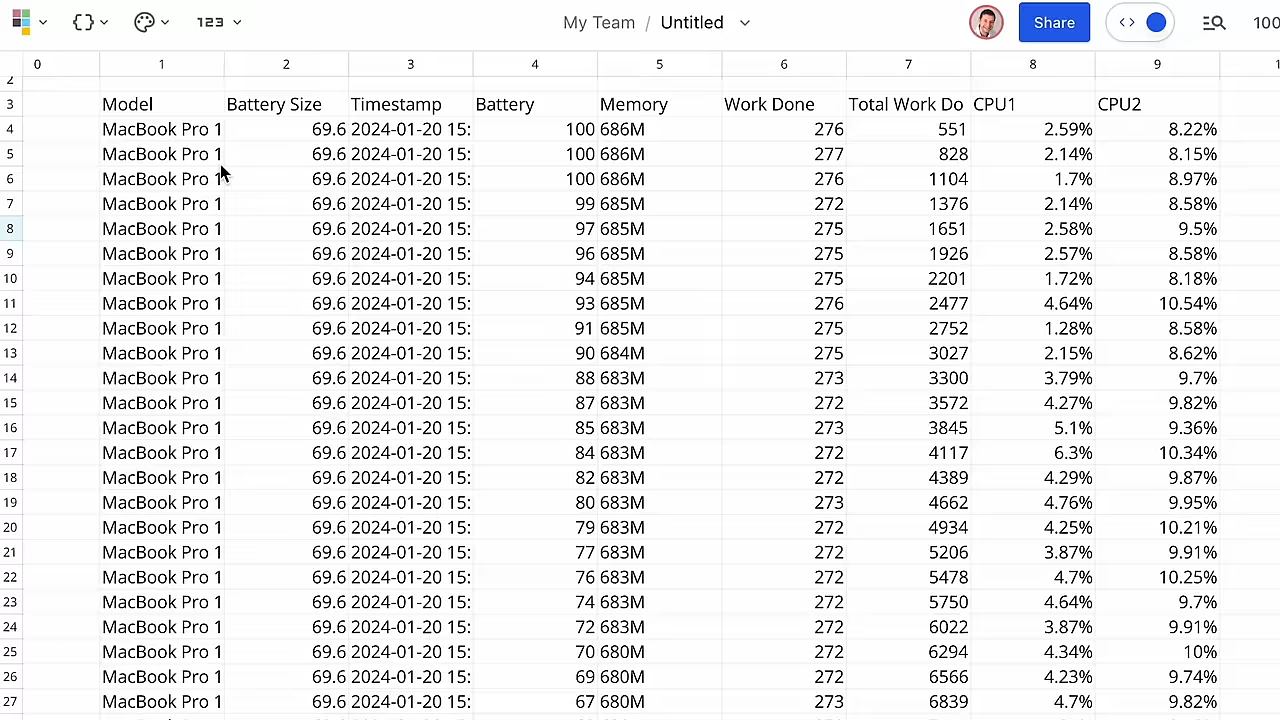 123 My Team / Untitled Share 100
0 1 2 3 4 5 6 7 8 9 1
2
3 Model Battery Size Timestamp Battery Memory Work Done Total Work Do CPU1 CPU2
4 MacBook Pro 1 69.6 2024-01-20 15: 100 686M 276 551 2.59% 8.22%
5 MacBook Pro 1 69.6 2024-01-20 15: 100 686M 277 828 2.14% 8.15%
6 MacBook Pro 1 69.6 2024-01-20 15: 100 686M 276 1104 1.7% 8.97%
7 MacBook Pro 1 69.6 2024-01-20 15: 99 686M 272 1376 2.14% 8.58%
8 MacBook Pro 1 69.6 2024-01-20 15: 97 685M 275 1651 2.58% 9.5%
9 MacBook Pro 1 69.6 2024-01-20 15: 96 685M 275 1926 2.57% 8.58%
10 MacBook Pro 1 69.6 2024-01-20 15: 94 685M 275 2201 1.72% 8.18%
11 MacBook Pro 1 69.6 2024-01-20 15: 93 685M 276 2477 4.64% 10.54%
12 MacBook Pro 1 69.6 2024-01-20 15: 91 685M 275 2752 1.28% 8.58%
13 MacBook Pro 1 69.6 2024-01-20 15: 90 684M 275 3027 2.15% 8.62%
14 MacBook Pro 1 69.6 2024-01-20 15: 88 683M 273 3300 3.79% 9.7%
15 MacBook Pro 1 69.6 2024-01-20 15: 87 683M 272 3572 4.27% 9.82%
16 MacBook Pro 1 69.6 2024-01-20 15: 85 683M 273 3845 5.1% 9.36%
17 MacBook Pro 1 69.6 2024-01-20 15: 84 683M 272 4117 6.3% 10.34%
18 MacBook Pro 1 69.6 2024-01-20 15: 82 683M 272 4389 4.29% 9.87%
19 MacBook Pro 1 69.6 2024-01-20 15: 80 683M 273 4662 4.76% 9.95%
20 MacBook Pro 1 69.6 2024-01-20 15: 79 683M 272 4934 4.25% 10.21%
21 MacBook Pro 1 69.6 2024-01-20 15: 77 683M 272 5206 3.87% 9.91%
22 MacBook Pro 1 69.6 2024-01-20 15: 76 683M 272 5478 4.7% 10.25%
23 MacBook Pro 1 69.6 2024-01-20 15: 74 683M 272 5750 4.64% 9.7%
24 MacBook Pro 1 69.6 2024-01-20 15: 72 683M 272 6022 3.87% 9.91%
25 MacBook Pro 1 69.6 2024-01-20 15: 70 680M 272 6294 4.34% 10%
26 MacBook Pro 1 69.6 2024-01-20 15: 69 680M 272 6566 4.23% 9.74%
27 MacBook Pro 1 69.6 2024-01-20 15: 67 680M 273 6839 4.7% 9.82%